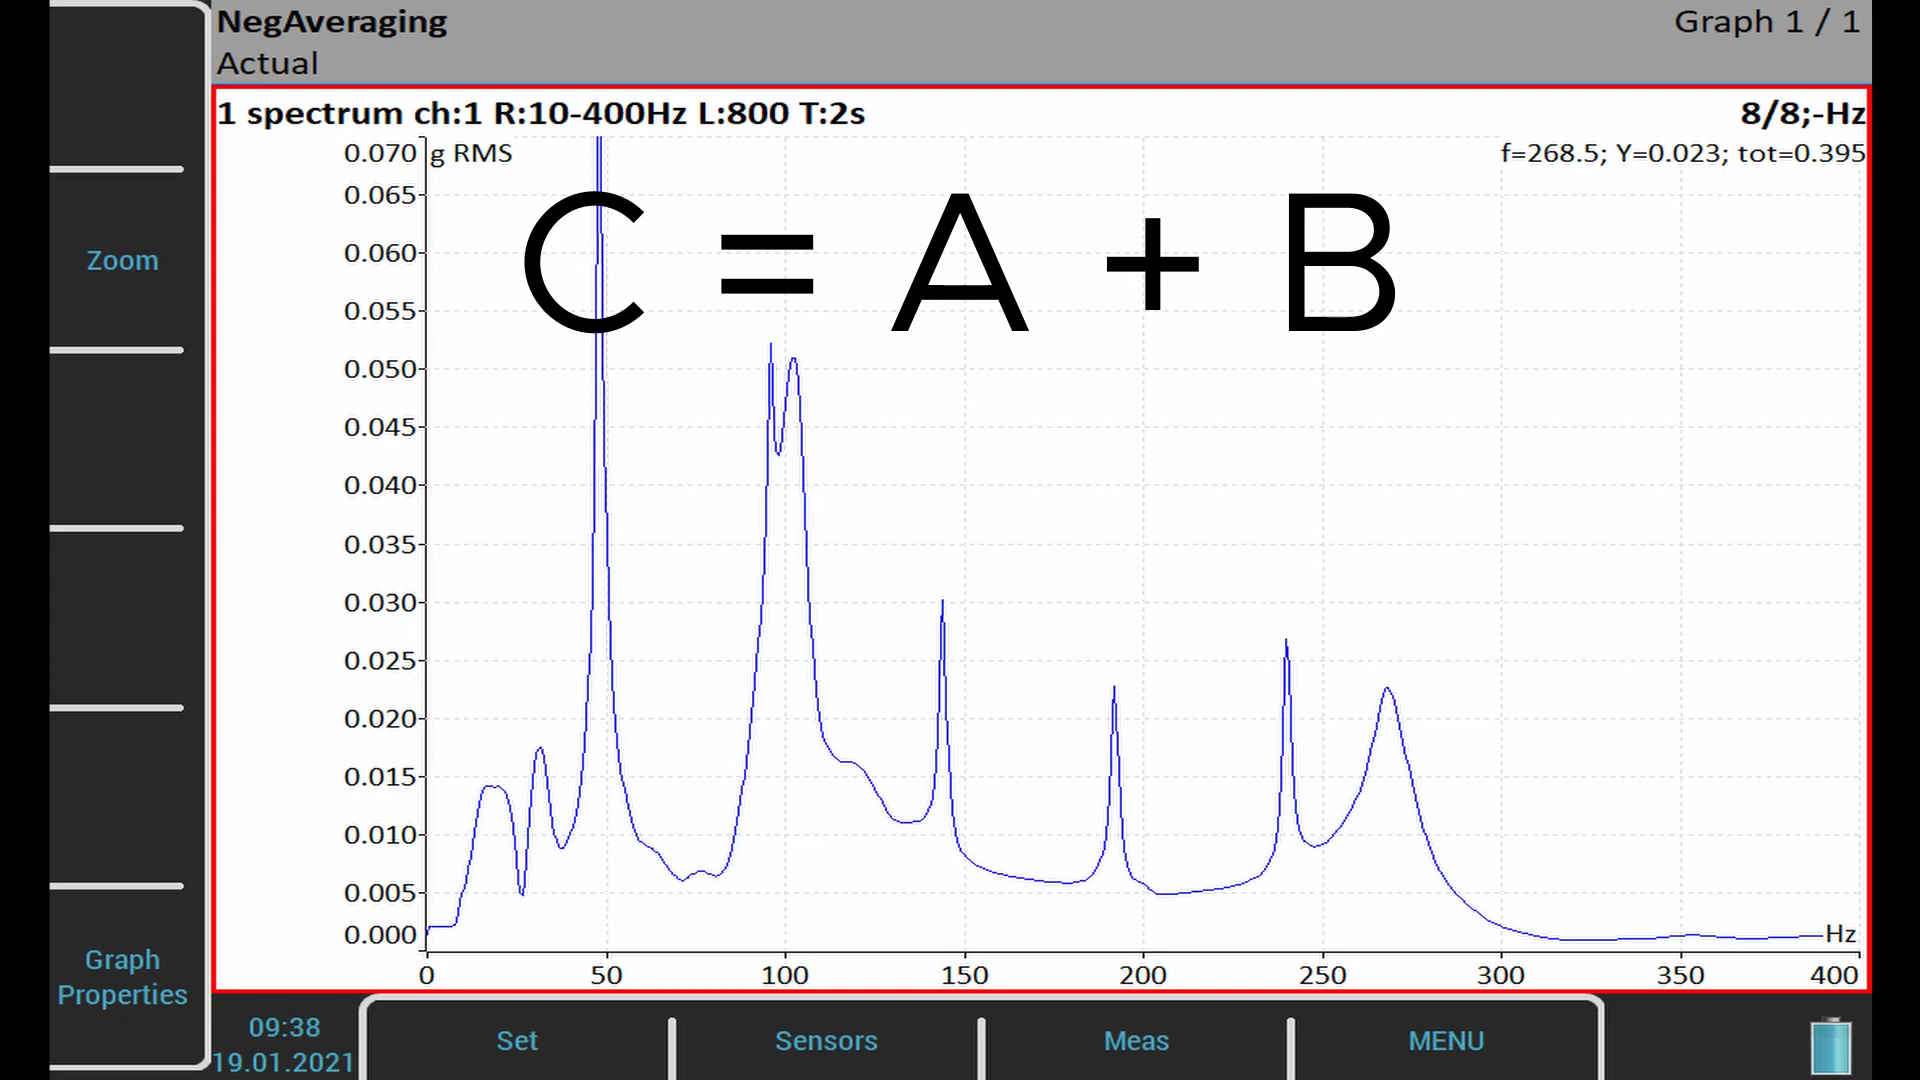 NegAveraging
Graph 1 / 1
Actual
1 spectrum ch:1 R:10-400Hz L:800 T:2s
8/8;-Hz
0.070
g RMS
f=268.5; Y=0.023; tot=0.395
0.065
0.060
0.055
0.050
0.045
0.040
0.035
0.030
0.025
0.020
0.015
0.010
0.005
0.000
C = A + B
Hz
0 50 100 150 200 250 300 350 400
Zoom
Graph
Properties
09:38
19.01.2021
Set
Sensors
Meas
MENU